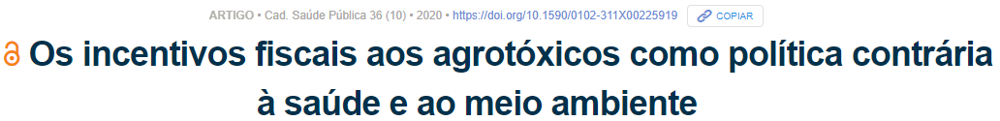 ARTIGO • Cad. Saúde Pública 36 (10) • 2020 • https://doi.org/10.1590/0102-311X00225919 COPIAR
Os incentivos fiscais aos agrotóxicos como política contrária
à saúde e ao meio ambiente